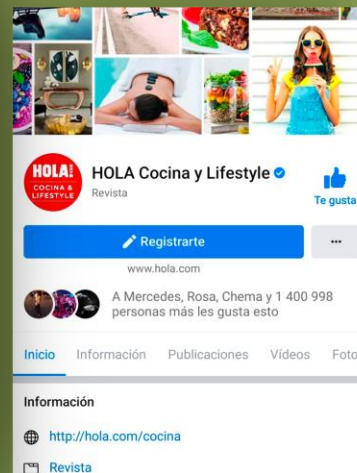 HOLA!
COCINA &
LIFESTYLE
HOLA Cocina y Lifestyle
Revista
Te gusta
Registrarte
...
www.hola.com
A Mercedes, Rosa, Chema y 1 400 998
personas más les gusta esto
Inicio Información Publicaciones Vídeos Foto
Información
http://hola.com/cocina
Revista